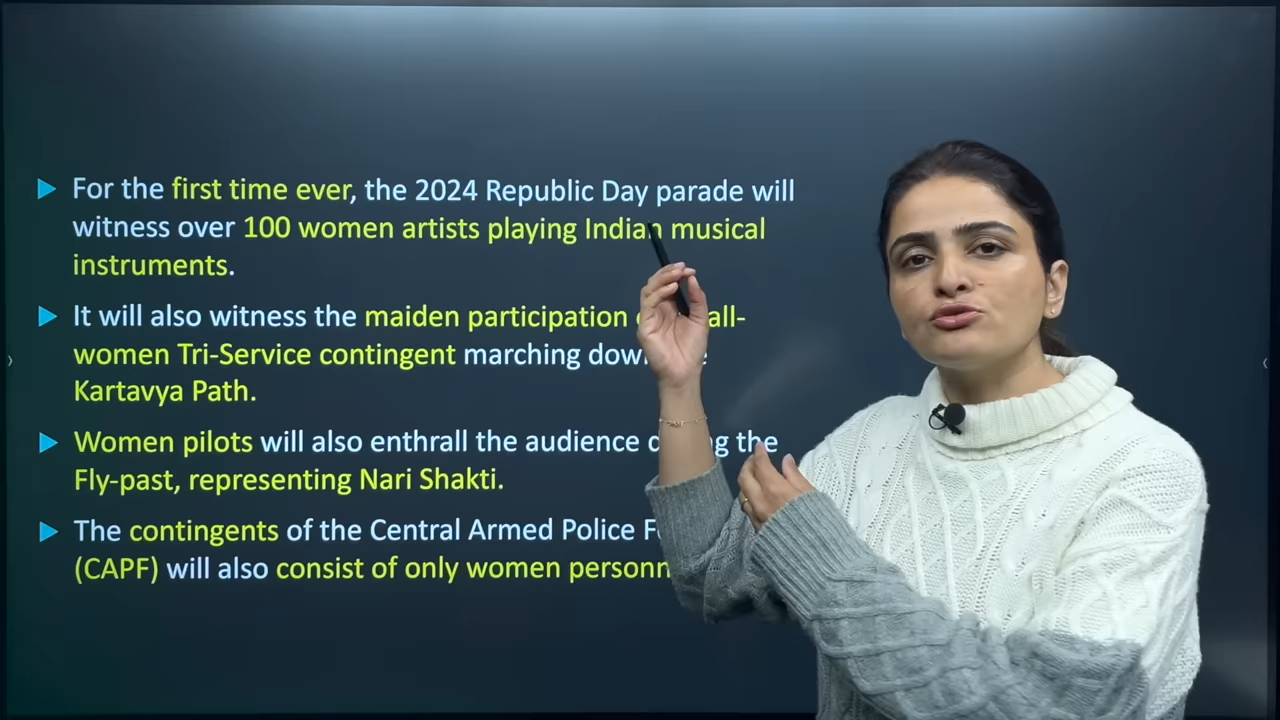 For the first time ever, the 2024 Republic Day parade will
witness over 100 women artists playing Indian musical
instruments.
It will also witness the maiden participation all-
women Tri-Service contingent marching
Kartavya Path.
Women pilots will also enthrall the audience the
Fly-past, representing Nari Shakti.
The contingents of the Central Armed Police
(CAPF) will also consist of only women